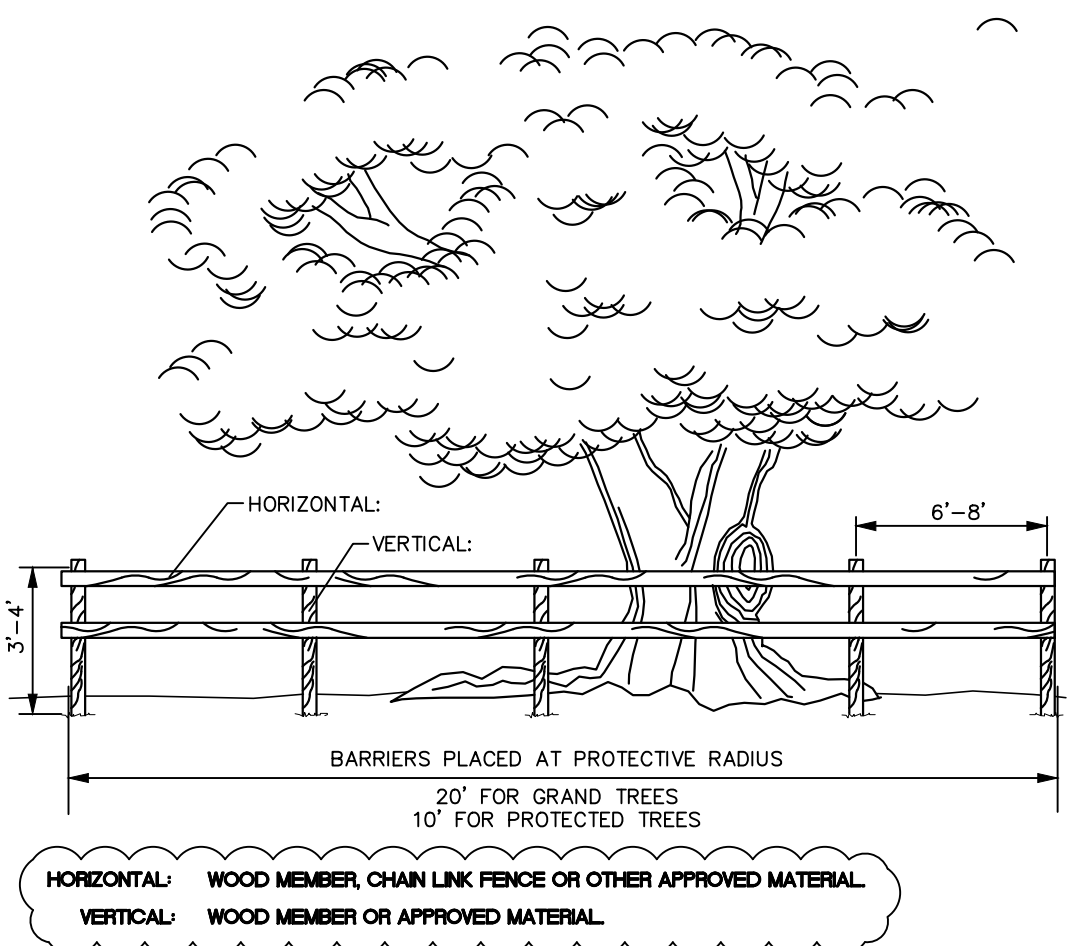 HORIZONTAL:
VERTICAL:
6'-8'
3'-4'
BARRIERS PLACED AT PROTECTIVE RADIUS
20' FOR GRAND TREES
10' FOR PROTECTED TREES
HORIZONTAL: WOOD MEMBER, CHAIN LINK FENCE OR OTHER APPROVED MATERIAL.
VERTICAL: WOOD MEMBER OR APPROVED MATERIAL.